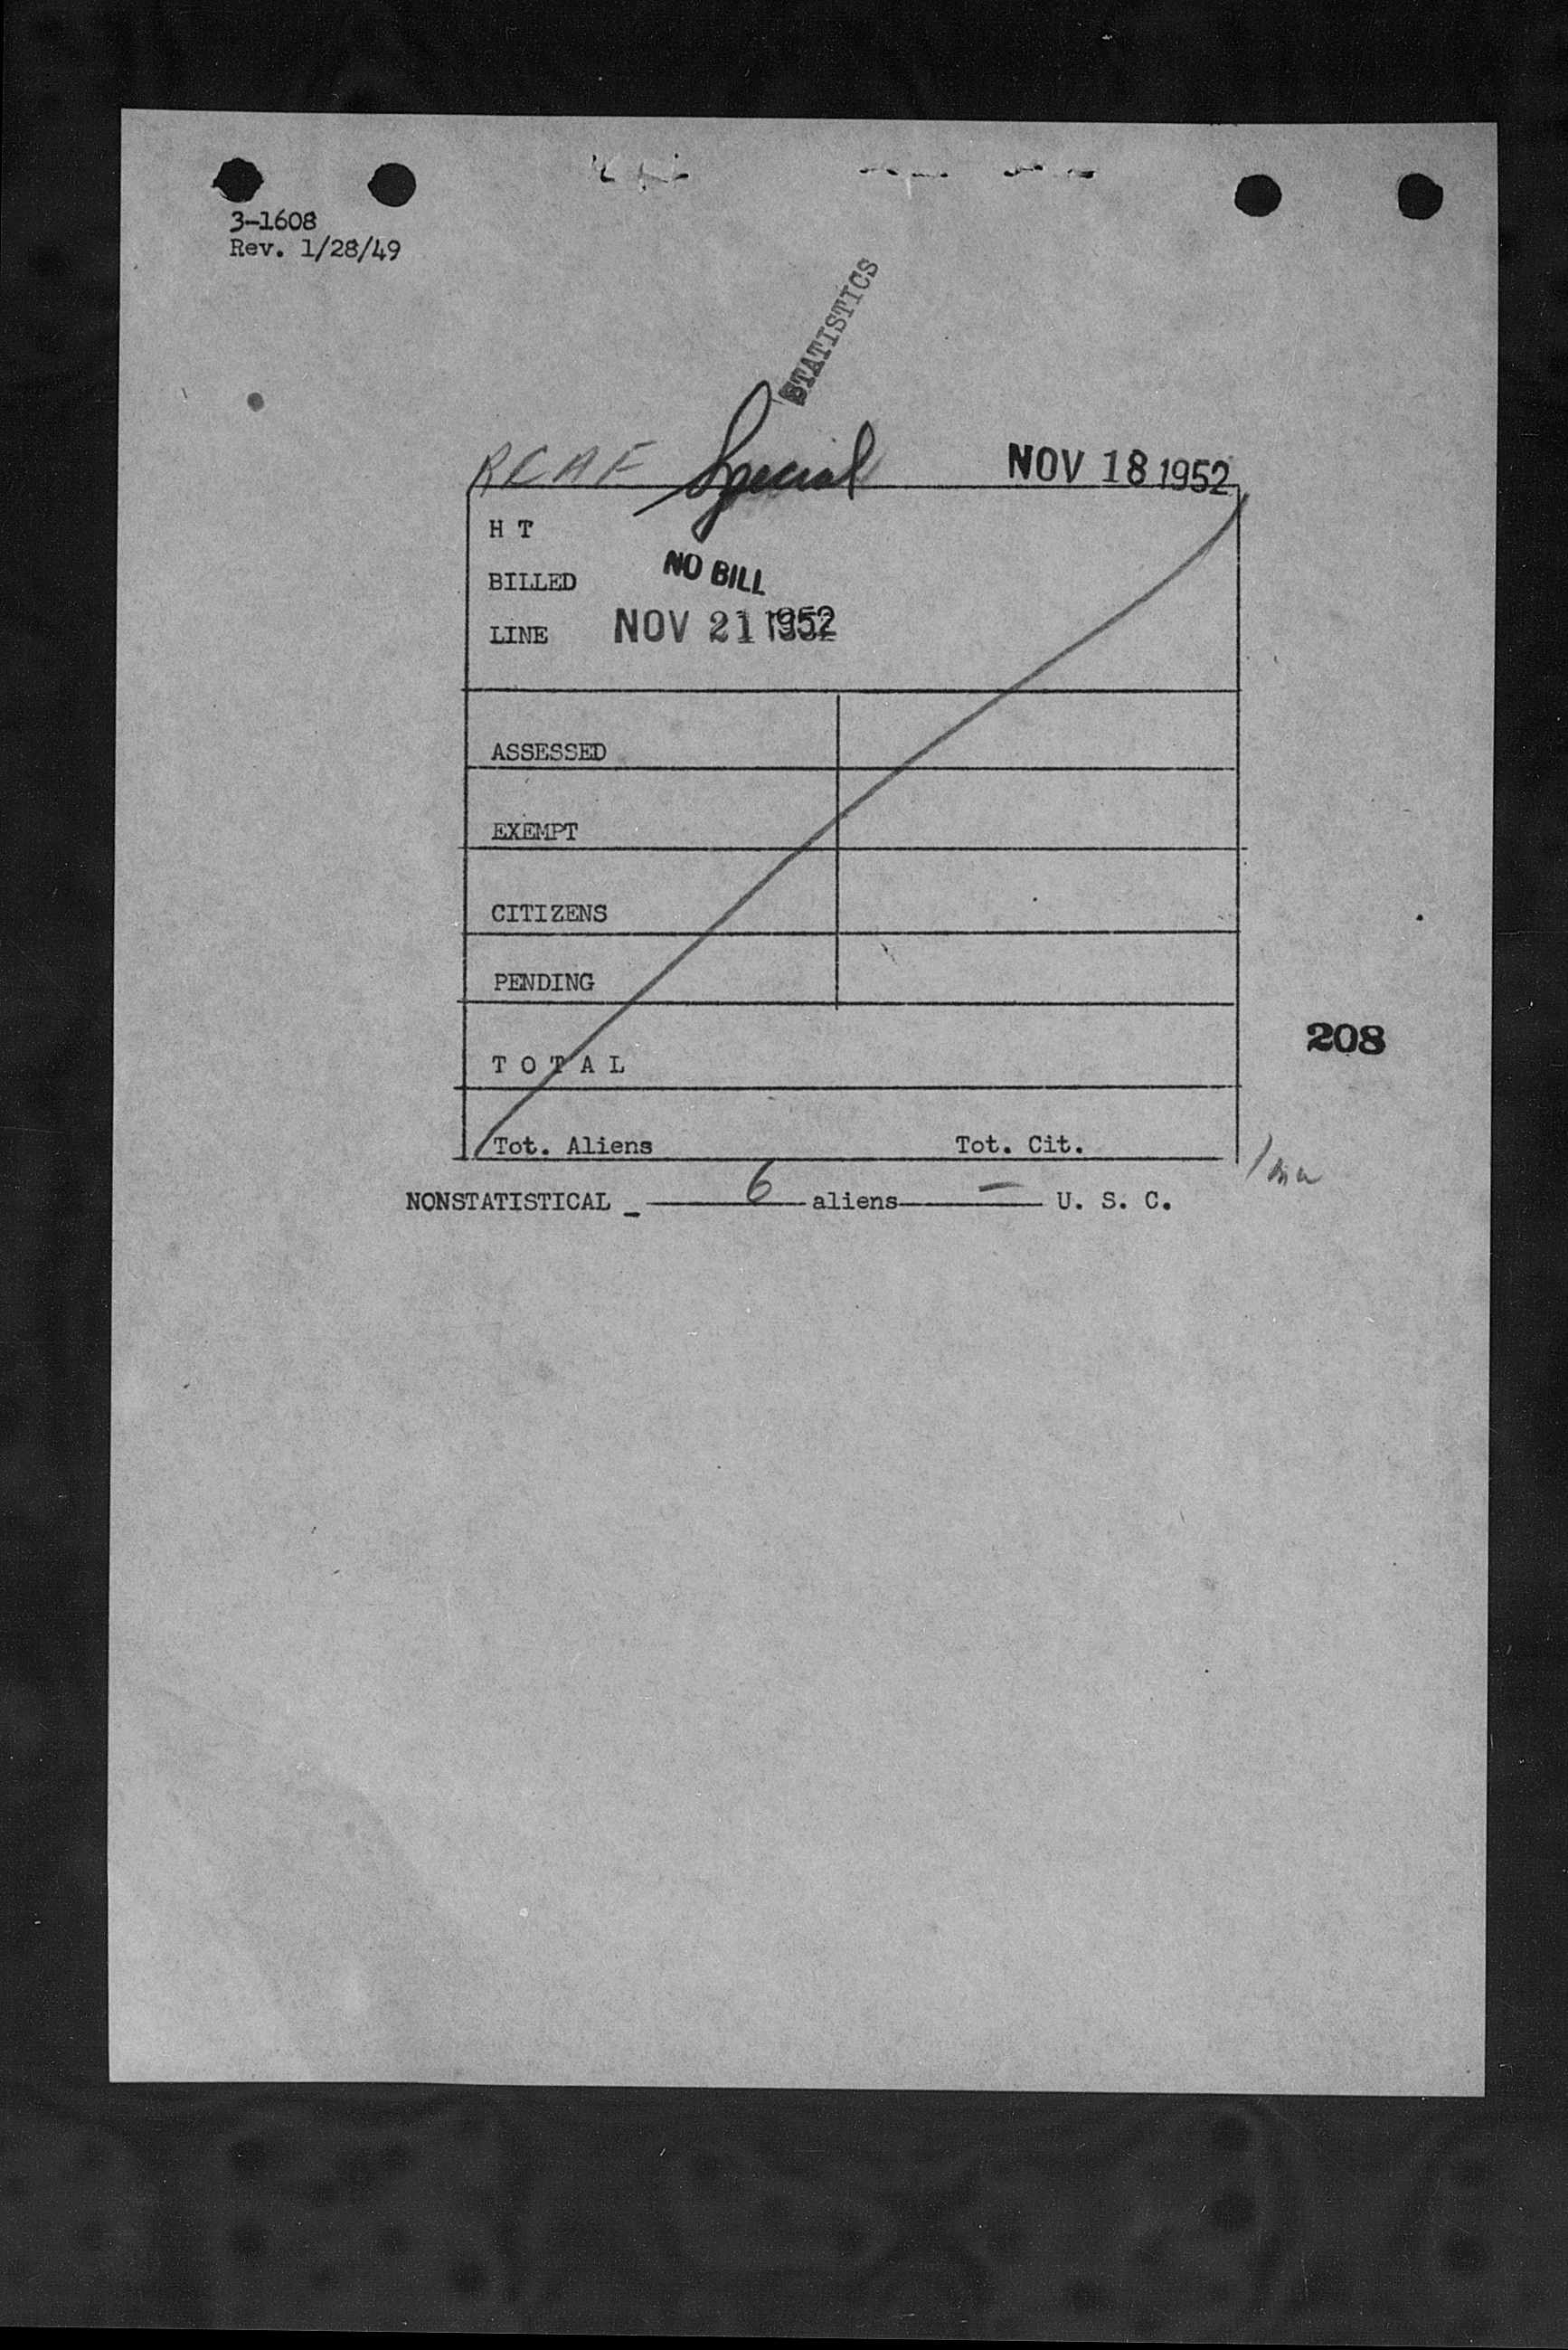 3-1608
Rev. 1/28/49
STATISTICS
RCAF Special NOV 18 1952
H T
BILLED NO BILL
LINE NOV 21 1952
ASSESSED
EXEMPT
CITIZENS
PENDING
208
T O T A L
Tot. Aliens Tot. Cit.
NONSTATISTICAL - 6 aliens — U. S. C.